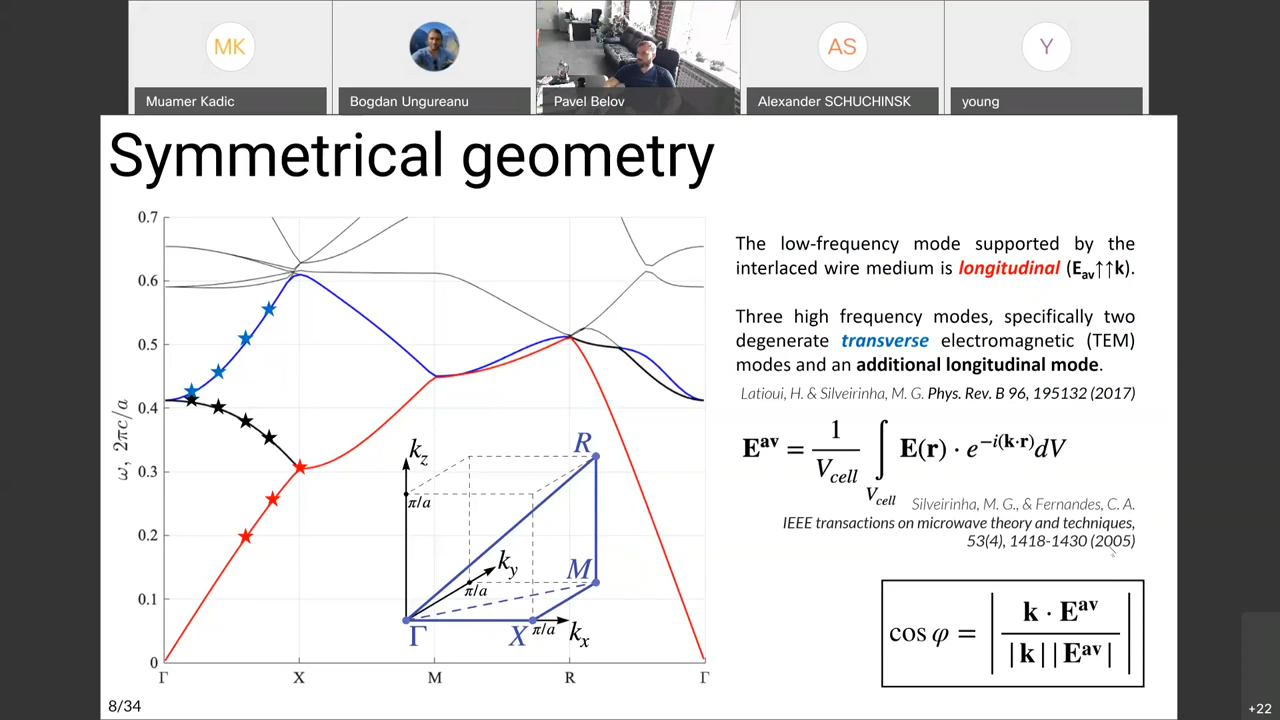 MK
AS
Y
Muamer Kadic
Bogdan Ungureanu
Pavel Belov
Alexander SCHUCHINSK
young
Symmetrical geometry
0.7
0.6
0.5
0.4
0.3
0.2
0.1
0
ω, 2πc/a
Γ
X
M
R
Γ
k_z
π/a
R
k_y
π/a
M
Γ
X
π/a
k_x
The low-frequency mode supported by the
interlaced wire medium is longitudinal (E_av↑↑k).
Three high frequency modes, specifically two
degenerate transverse electromagnetic (TEM)
modes and an additional longitudinal mode.
Latioui, H. & Silveirinha, M. G. Phys. Rev. B 96, 195132 (2017)
E^av = 1/V_cell ∫_V_cell E(r) · e^−i(k·r) dV
Silveirinha, M. G., & Fernandes, C. A.
IEEE transactions on microwave theory and techniques,
53(4), 1418-1430 (2005)
cos φ = | k · E^av / |k| |E^av| |
8/34
+22